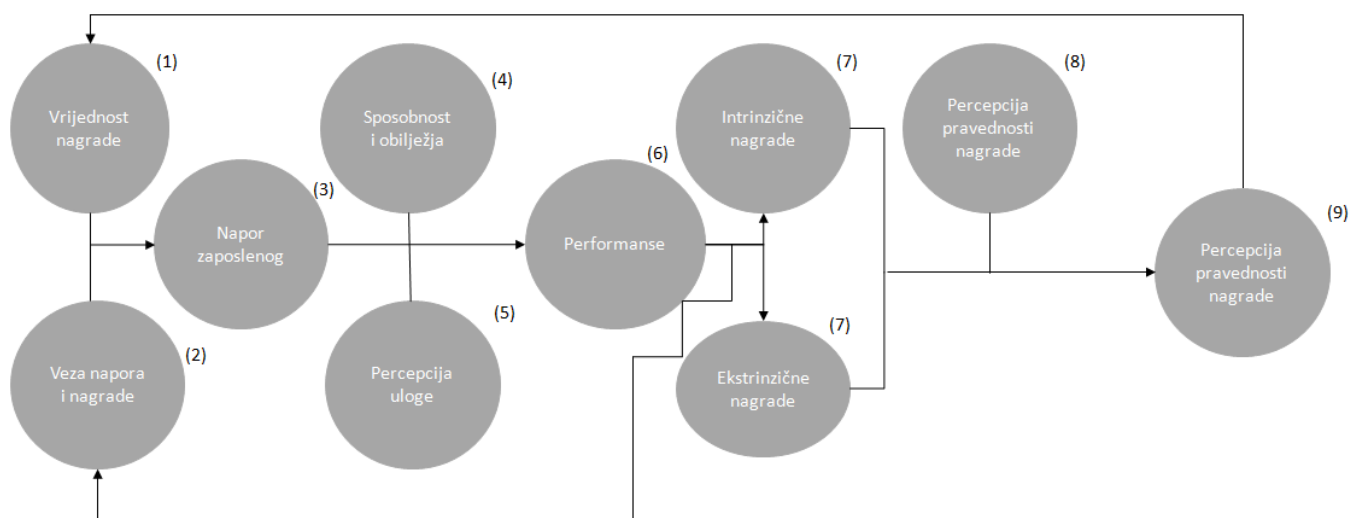 (1)
Vrijednost
nagrade
(2)
Veza napora
i nagrade
(3)
Napor
zaposlenog
(4)
Sposobnost
i obilježja
(5)
Percepcija
uloge
(6)
Performanse
(7)
Intrinzične
nagrade
(7)
Ekstrinzične
nagrade
(8)
Percepcija
pravednosti
nagrade
(9)
Percepcija
pravednosti
nagrade